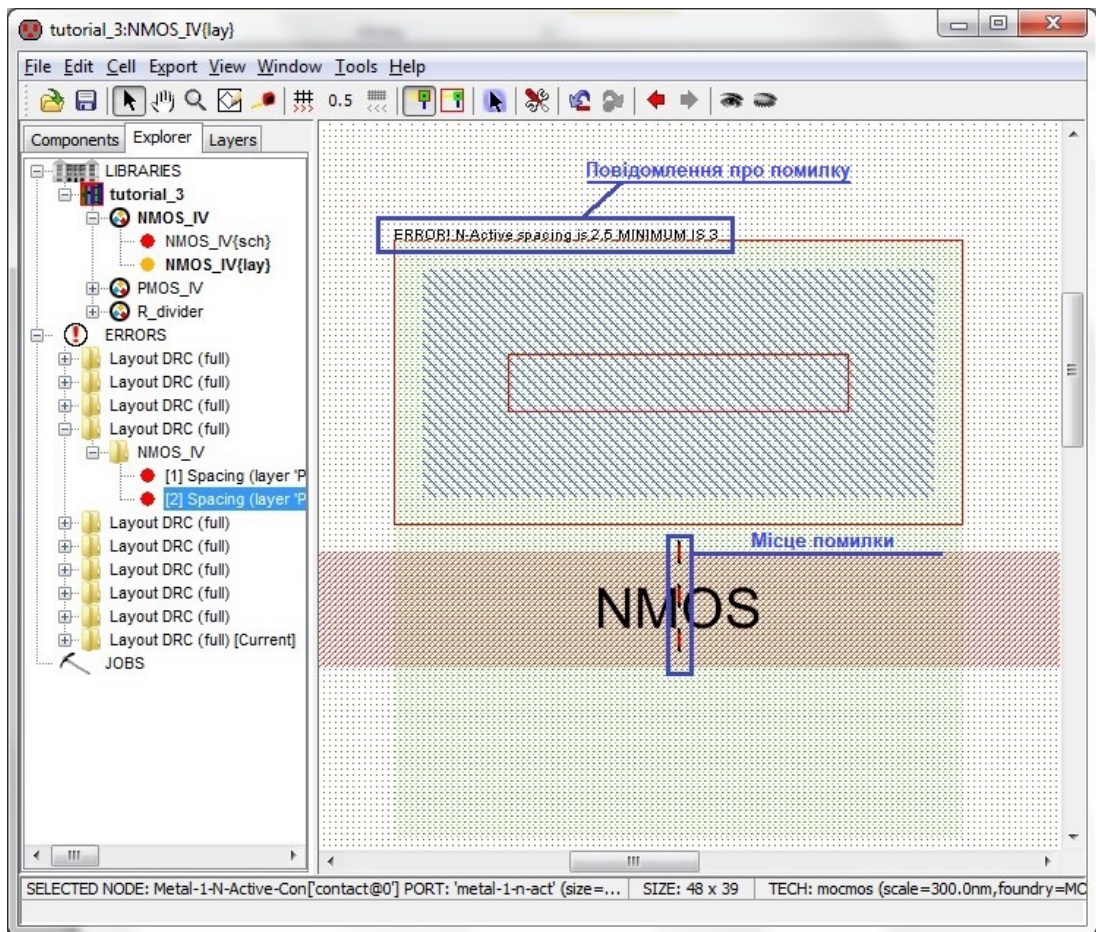 tutorial_3:NMOS_IV{lay}
File Edit Cell Export View Window Tools Help
0.5
Components Explorer Layers
LIBRARIES
tutorial_3
NMOS_IV
NMOS_IV{sch}
NMOS_IV{lay}
PMOS_IV
R_divider
ERRORS
Layout DRC (full)
Layout DRC (full)
Layout DRC (full)
Layout DRC (full)
NMOS_IV
[1] Spacing (layer 'P
[2] Spacing (layer 'P
Layout DRC (full)
Layout DRC (full)
Layout DRC (full)
Layout DRC (full)
Layout DRC (full)
Layout DRC (full) [Current]
JOBS
Повідомлення про помилку
ERROR! N-Active spacing is 2,5 MINIMUM IS 3
Місце помилки
NMOS
SELECTED NODE: Metal-1-N-Active-Con['contact@0'] PORT: 'metal-1-n-act' (size=... SIZE: 48 x 39 TECH: mocmos (scale=300.0nm,foundry=MO